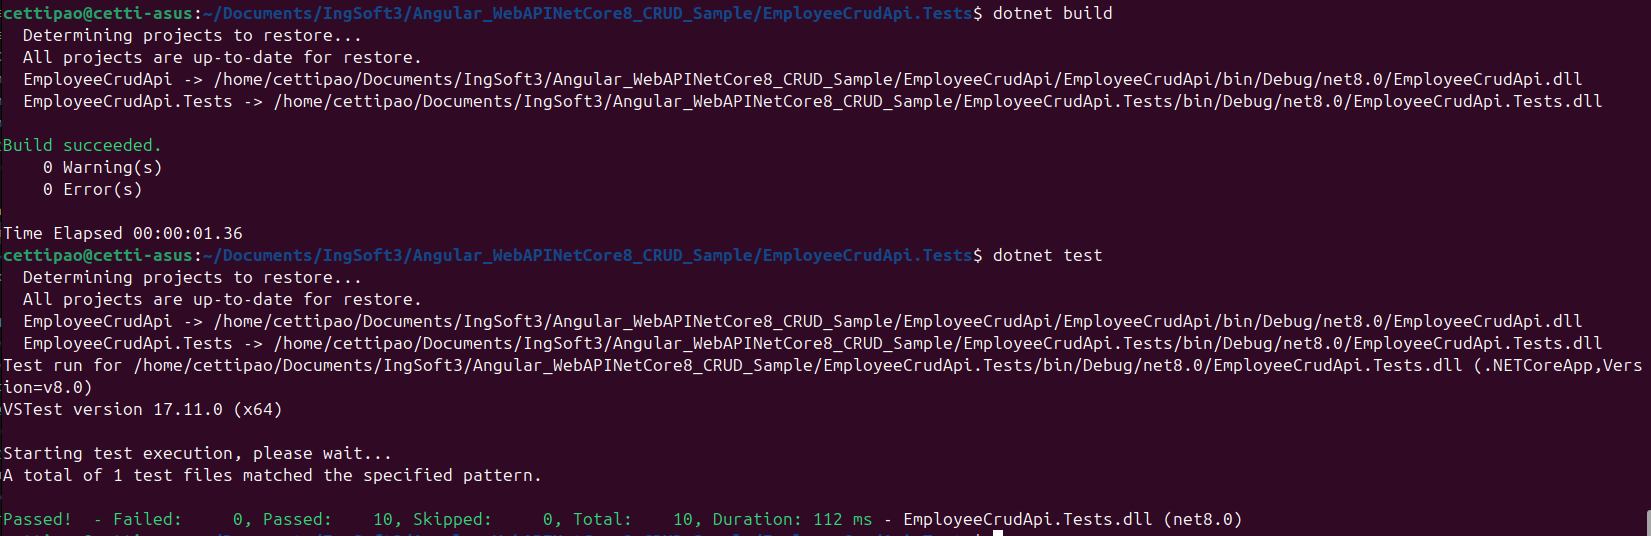 cettipao@cetti-asus:~/Documents/IngSoft3/Angular_WebAPINetCore8_CRUD_Sample/EmployeeCrudApi.Tests$ dotnet build
  Determining projects to restore...
  All projects are up-to-date for restore.
  EmployeeCrudApi -> /home/cettipao/Documents/IngSoft3/Angular_WebAPINetCore8_CRUD_Sample/EmployeeCrudApi/EmployeeCrudApi/bin/Debug/net8.0/EmployeeCrudApi.dll
  EmployeeCrudApi.Tests -> /home/cettipao/Documents/IngSoft3/Angular_WebAPINetCore8_CRUD_Sample/EmployeeCrudApi.Tests/bin/Debug/net8.0/EmployeeCrudApi.Tests.dll
Build succeeded.
    0 Warning(s)
    0 Error(s)
Time Elapsed 00:00:01.36
cettipao@cetti-asus:~/Documents/IngSoft3/Angular_WebAPINetCore8_CRUD_Sample/EmployeeCrudApi.Tests$ dotnet test
  Determining projects to restore...
  All projects are up-to-date for restore.
  EmployeeCrudApi -> /home/cettipao/Documents/IngSoft3/Angular_WebAPINetCore8_CRUD_Sample/EmployeeCrudApi/EmployeeCrudApi/bin/Debug/net8.0/EmployeeCrudApi.dll
  EmployeeCrudApi.Tests -> /home/cettipao/Documents/IngSoft3/Angular_WebAPINetCore8_CRUD_Sample/EmployeeCrudApi.Tests/bin/Debug/net8.0/EmployeeCrudApi.Tests.dll
Test run for /home/cettipao/Documents/IngSoft3/Angular_WebAPINetCore8_CRUD_Sample/EmployeeCrudApi.Tests/bin/Debug/net8.0/EmployeeCrudApi.Tests.dll (.NETCoreApp,Vers
ion=v8.0)
VSTest version 17.11.0 (x64)
Starting test execution, please wait...
A total of 1 test files matched the specified pattern.
Passed!  - Failed:     0, Passed:    10, Skipped:     0, Total:    10, Duration: 112 ms - EmployeeCrudApi.Tests.dll (net8.0)